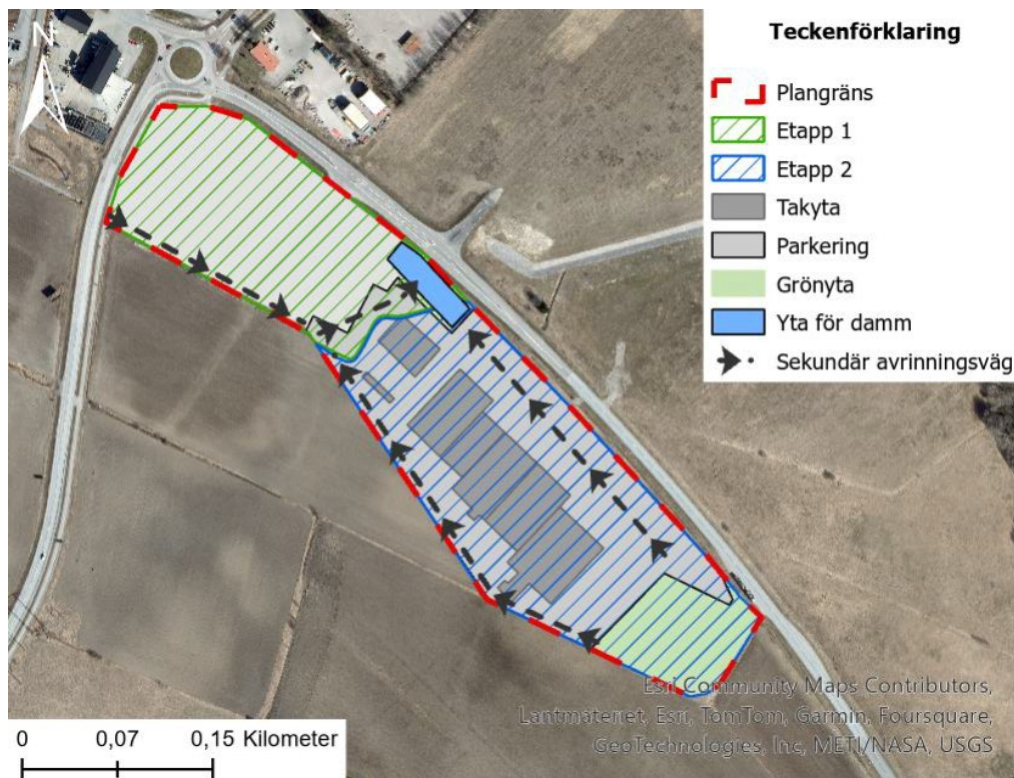 N
Teckenförklaring
Plangräns
Etapp 1
Etapp 2
Takyta
Parkering
Grönyta
Yta för damm
Sekundär avrinningsväg
Esri Community Maps Contributors,
Lantmäteriet, Esri, TomTom, Garmin, Foursquare,
GeoTechnologies, Inc, METI/NASA, USGS
0 0,07 0,15 Kilometer